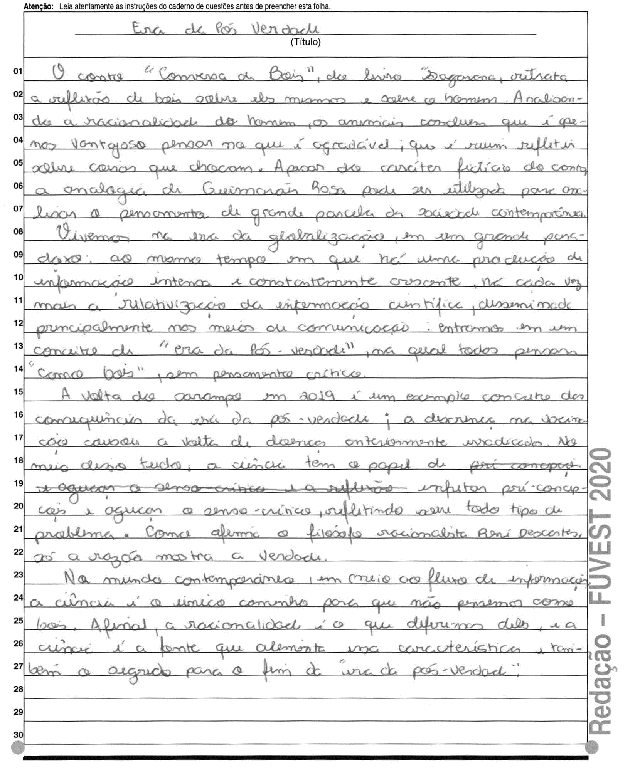 Atenção: Leia atentamente as instruções do caderno de questões antes de preencher esta folha.
Era da Pós Verdade
(Título)
01 O conto "Conversa de Bois", do livro Sagarana, retrata
02 a reflexão de bois sobre eles mesmos e sobre o homem. Analisan-
03 do a racionalidade do homem, os animais concluem que é ape-
04 nas vantajoso pensar no que é agradável; que é ruim refletir
05 sobre coisas que chocam. Apesar do caráter fictício do conto,
06 a analogia de Guimarães Rosa pode ser utilizada para ana-
07 lisar o pensamento de grande parcela da sociedade contemporânea.
08 Vivemos na era da globalização, em um grande para-
09 doxo: ao mesmo tempo em que há uma produção de
10 informação intensa e constantemente crescente, há cada vez
11 mais a relativização da informação científica, disseminada
12 principalmente nos meios de comunicação: entramos em um
13 conceito de "era da Pós-verdade", na qual todos pensam
14 "como bois", sem pensamento crítico.
15 A volta do sarampo em 2019 é um exemplo concreto das
16 consequências da era da pós-verdade; a descrença na vacina-
17 ção causou a volta de doenças anteriormente erradicadas. No
18 meio disso tudo, a ciência tem o papel de pré concepções
19 e aguçar o senso-crítico e a reflexão enfrentar pré-concep-
20 ções e aguçar o senso-crítico, refletindo sobre todo tipo de
21 problema. Como afirma o filósofo racionalista René Descartes,
22 só a razão mostra a verdade.
23 No mundo contemporâneo, em meio ao fluxo de informação,
24 a ciência é o único caminho para que não pensemos como
25 bois. Afinal, a racionalidade é o que diferimos deles, e a
26 ciência é a fonte que alimenta essa característica e tam-
27 bém o segredo para o fim da "era da pós-verdade".
28
29
30
Redação – FUVEST 2020